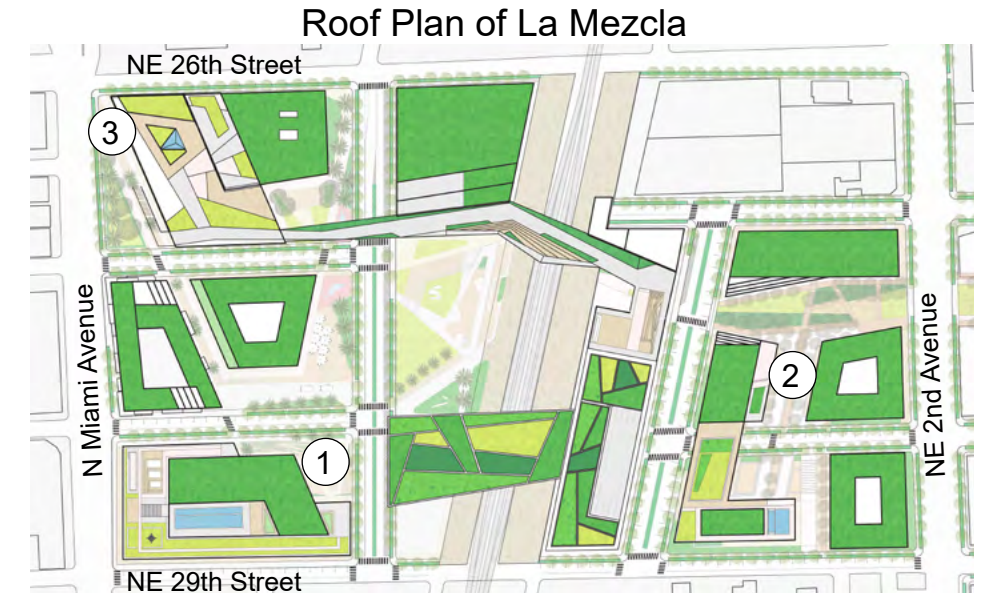 Roof Plan of La Mezcla
NE 26th Street
3
N Miami Avenue
2
NE 2nd Avenue
1
NE 29th Street